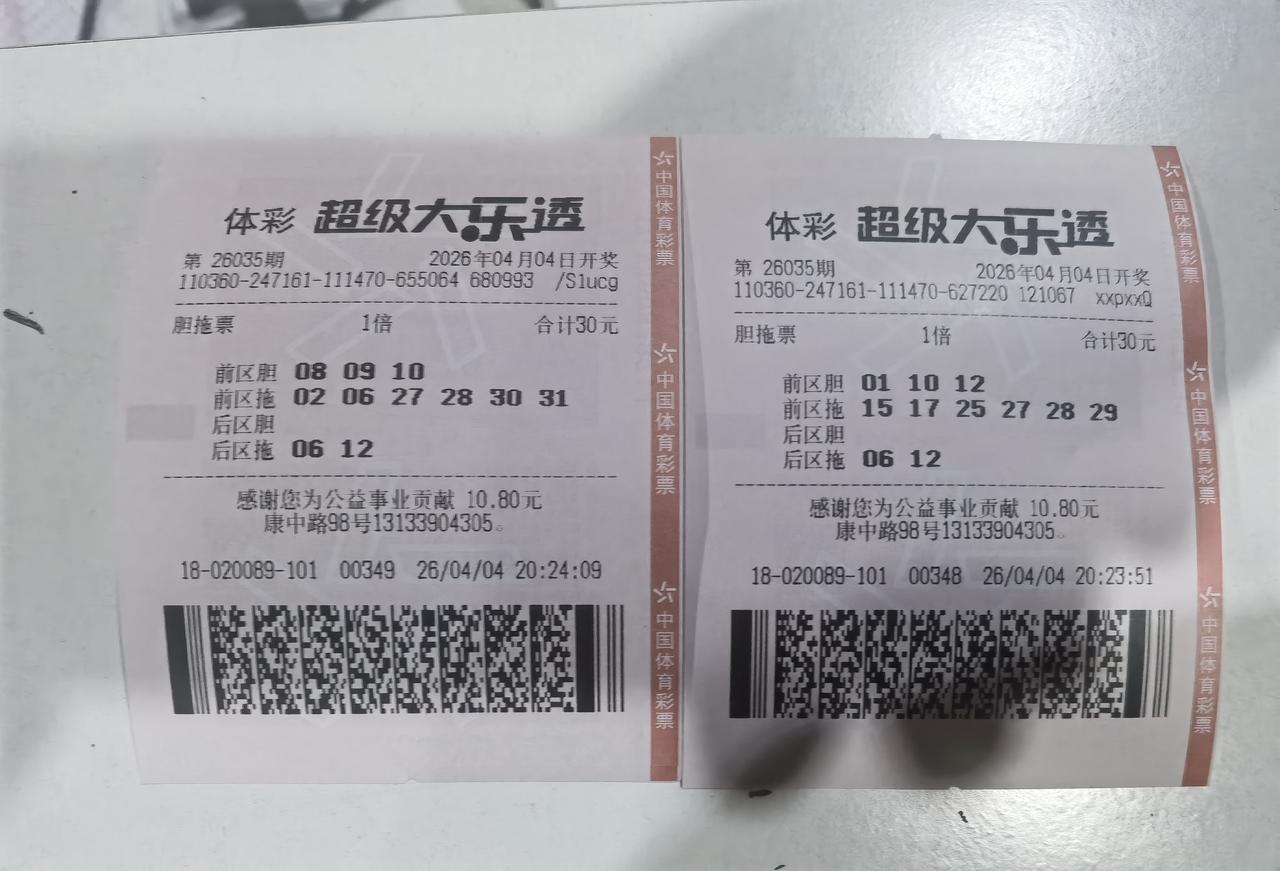 体彩 超级大乐透
第 26035期 2026年04月04日开奖
110360-247161-111470-655064 680993 /S1ucg
胆拖票 1倍 合计30元
前区胆 08 09 10
前区拖 02 06 27 28 30 31
后区胆
后区拖 06 12
感谢您为公益事业贡献 10.80元
康中路98号13133904305。
18-020089-101 00349 26/04/04 20:24:09
中国体育彩票
中国体育彩票
中国体育彩票
体彩 超级大乐透
第 26035期 2026年04月04日开奖
110360-247161-111470-627220 121067 xxpxxQ
胆拖票 1倍 合计30元
前区胆 01 10 12
前区拖 15 17 25 27 28 29
后区胆
后区拖 06 12
感谢您为公益事业贡献 10.80元
康中路98号13133904305。
18-020089-101 00348 26/04/04 20:23:51
中国体育彩票
中国体育彩票
中国体育彩票